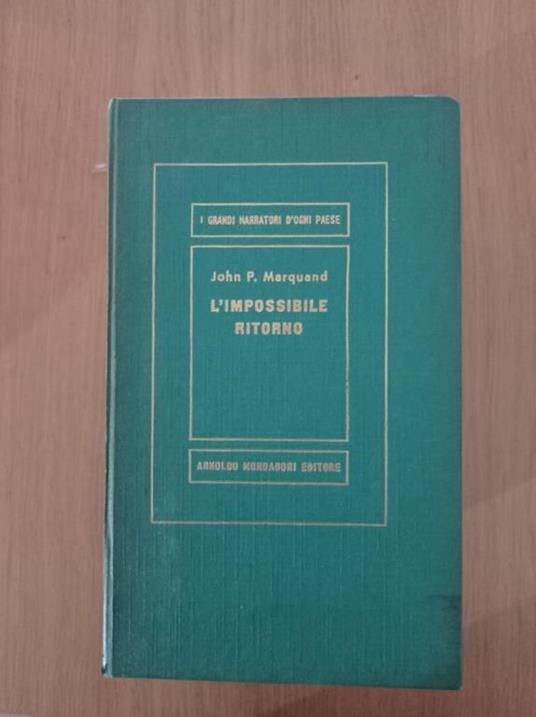 I GRANDI NARRATORI D'OGNI PAESE
John P. Marquand
L'IMPOSSIBILE
RITORNO
ARNOLDO MONDADORI EDITORE